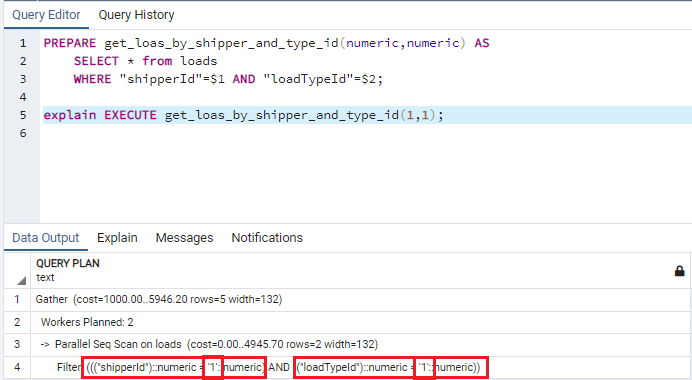 Query Editor Query History
1 PREPARE get_loas_by_shipper_and_type_id(numeric,numeric) AS
2 SELECT * from loads
3 WHERE "shipperId"=$1 AND "loadTypeId"=$2;
4
5 explain EXECUTE get_loas_by_shipper_and_type_id(1,1);
6
Data Output Explain Messages Notifications
QUERY PLAN
text
1 Gather (cost=1000.00..5946.20 rows=5 width=132)
2 Workers Planned: 2
3 -> Parallel Seq Scan on loads (cost=0.00..4945.70 rows=2 width=132)
4 Filter: ((("shipperId")::numeric = '1'::numeric) AND (("loadTypeId")::numeric = '1'::numeric))